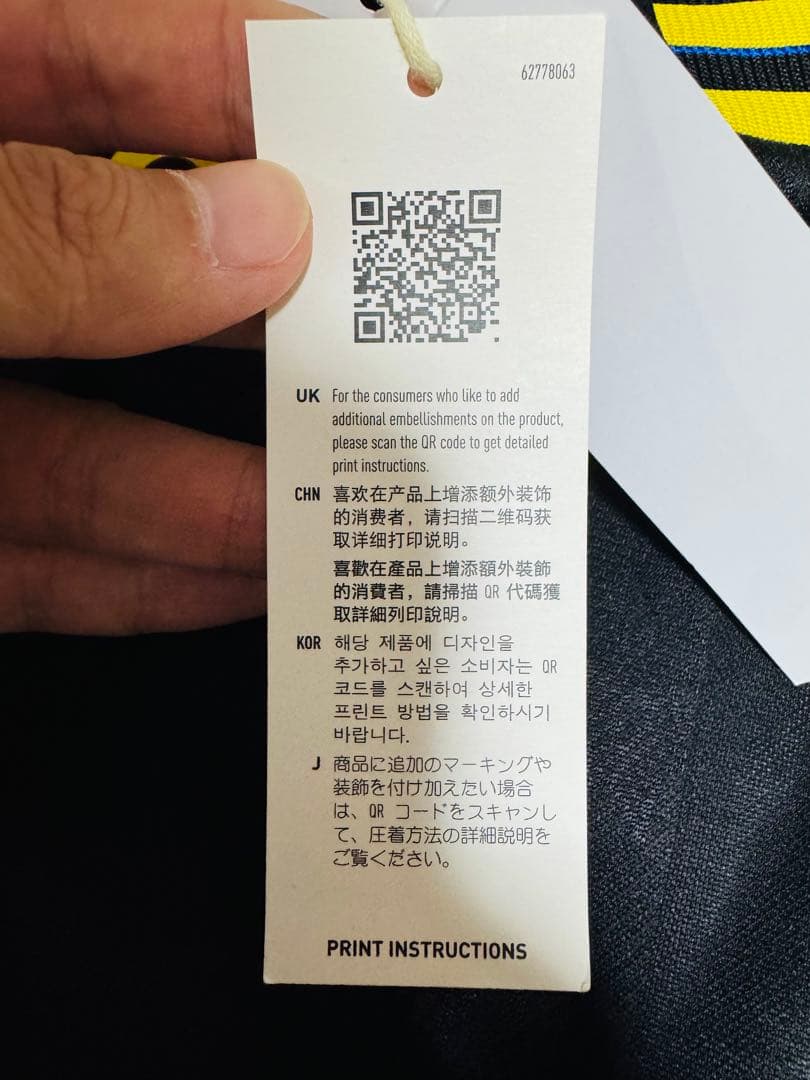 62778063
UK For the consumers who like to add
additional embellishments on the product,
please scan the QR code to get detailed
print instructions.
CHN 喜欢在产品上增添额外装饰
的消费者，请扫描二维码获
取详细打印说明。
喜歡在產品上增添額外裝飾
的消費者，請掃描 QR 代碼獲
取詳細列印說明。
KOR 해당 제품에 디자인을
추가하고 싶은 소비자는 QR
코드를 스캔하여 상세한
프린트 방법을 확인하시기
바랍니다.
J 商品に追加のマーキングや
装飾を付け加えたい場合
は、QR コードをスキャンし
て、圧着方法の詳細説明を
ご覧ください。
PRINT INSTRUCTIONS